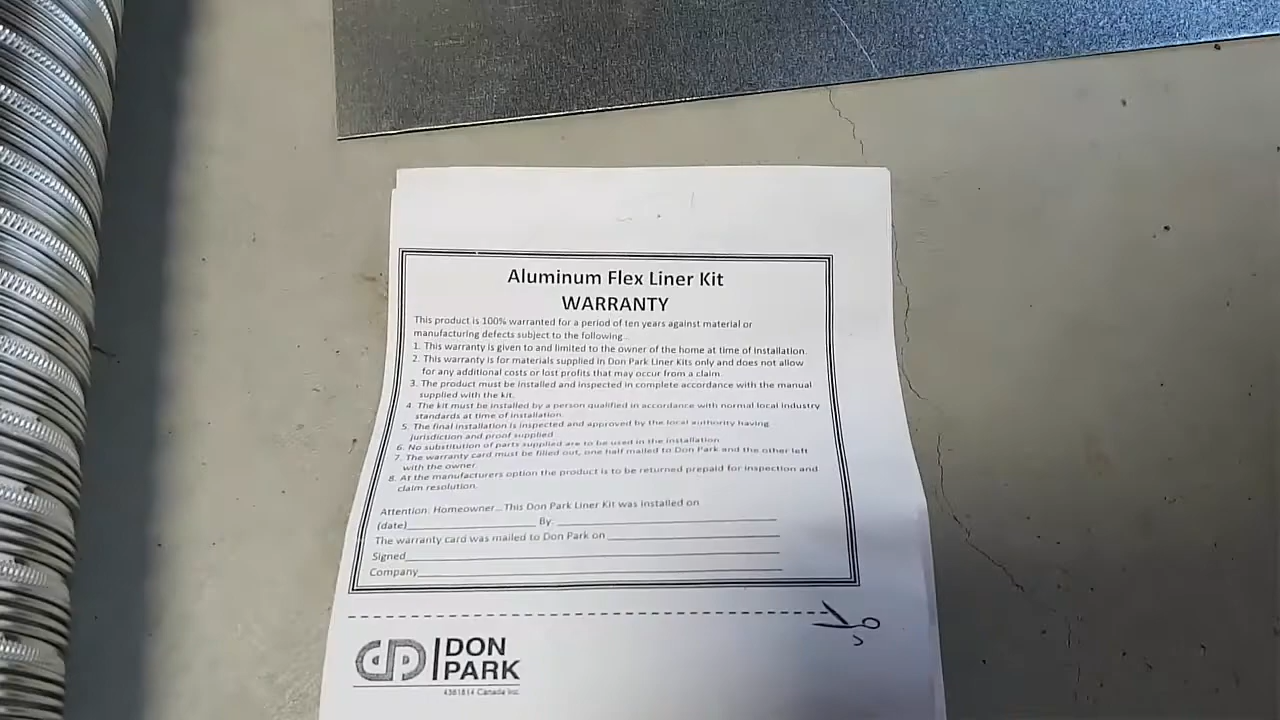 Aluminum Flex Liner Kit
WARRANTY
This product is 100% warranted for a period of ten years against material or
manufacturing defects subject to the following...
1. This warranty is given to and limited to the owner of the home at time of installation.
2. This warranty is for materials supplied in Don Park Liner Kits only and does not allow
for any additional costs or lost profits that may occur from a claim.
3. The product must be installed and inspected in complete accordance with the manual
supplied with the kit.
4. The kit must be installed by a person qualified in accordance with normal local industry
standards at time of installation.
5. The final installation is inspected and approved by the local authority having
jurisdiction and proof supplied
6. No substitution of parts supplied are to be used in the installation
7. The warranty card must be filled out, one half mailed to Don Park and the other left
with the owner
8. At the manufacturers option the product is to be returned prepaid for inspection and
claim resolution.
Attention: Homeowner... This Don Park Liner Kit was installed on
(date)____________________ By: ____________________
The warranty card was mailed to Don Park on ____________________
Signed____________________
Company____________________
DON
PARK
4381814 Canada Inc.